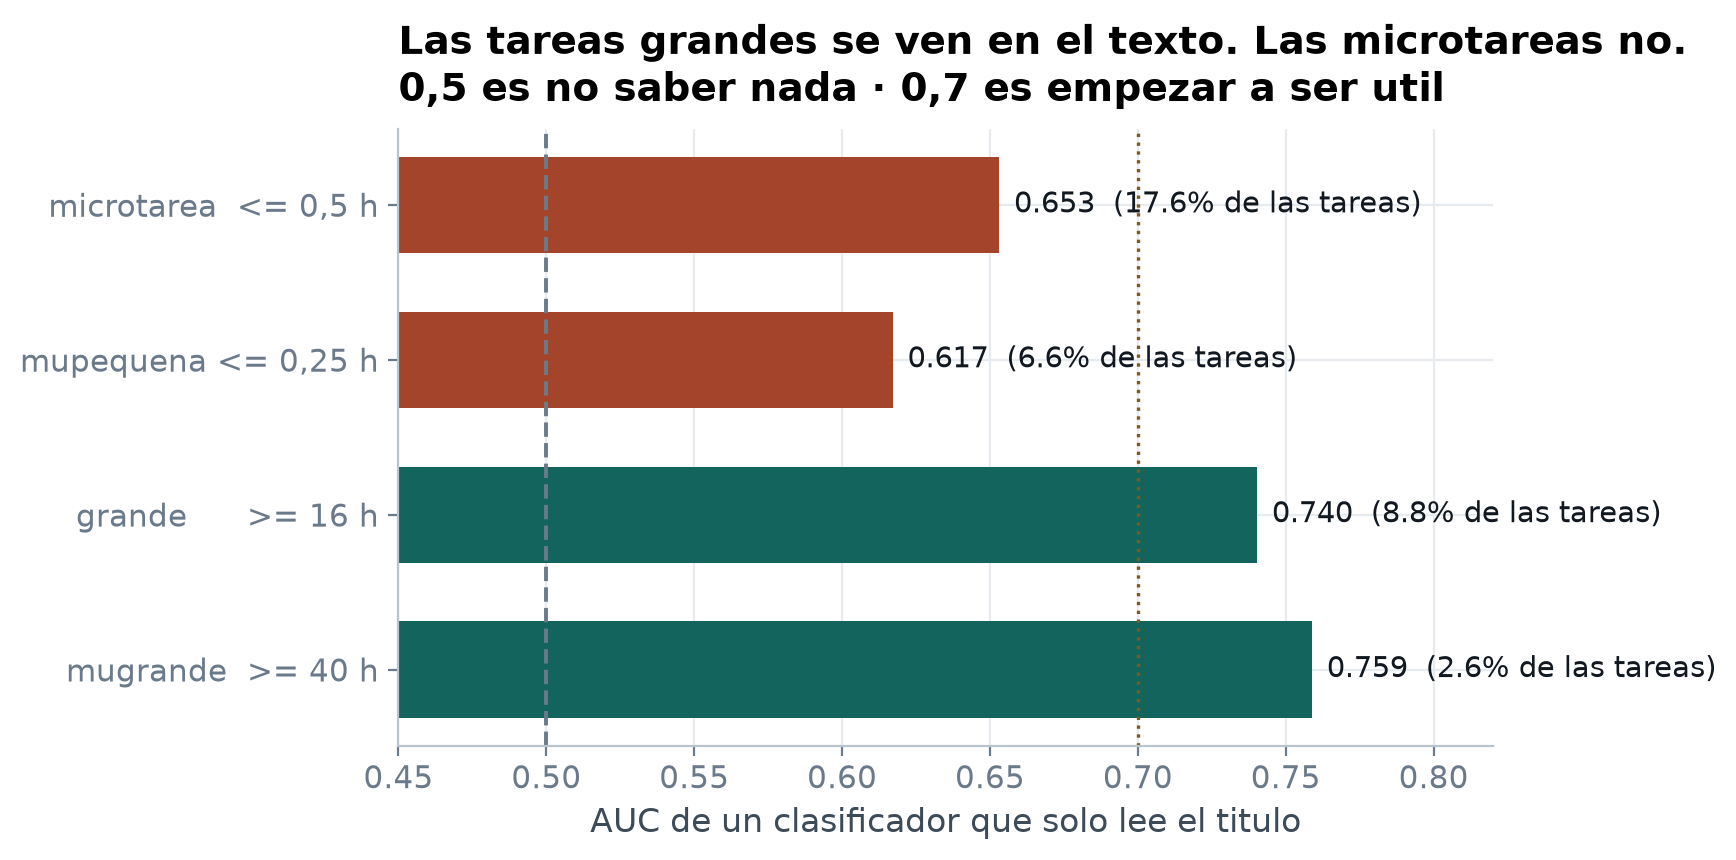 Las tareas grandes se ven en el texto. Las microtareas no.
0,5 es no saber nada · 0,7 es empezar a ser util
microtarea <= 0,5 h
0.653 (17.6% de las tareas)
mupequena <= 0,25 h
0.617 (6.6% de las tareas)
grande >= 16 h
0.740 (8.8% de las tareas)
mugrande >= 40 h
0.759 (2.6% de las tareas)
0.45 0.50 0.55 0.60 0.65 0.70 0.75 0.80
AUC de un clasificador que solo lee el titulo